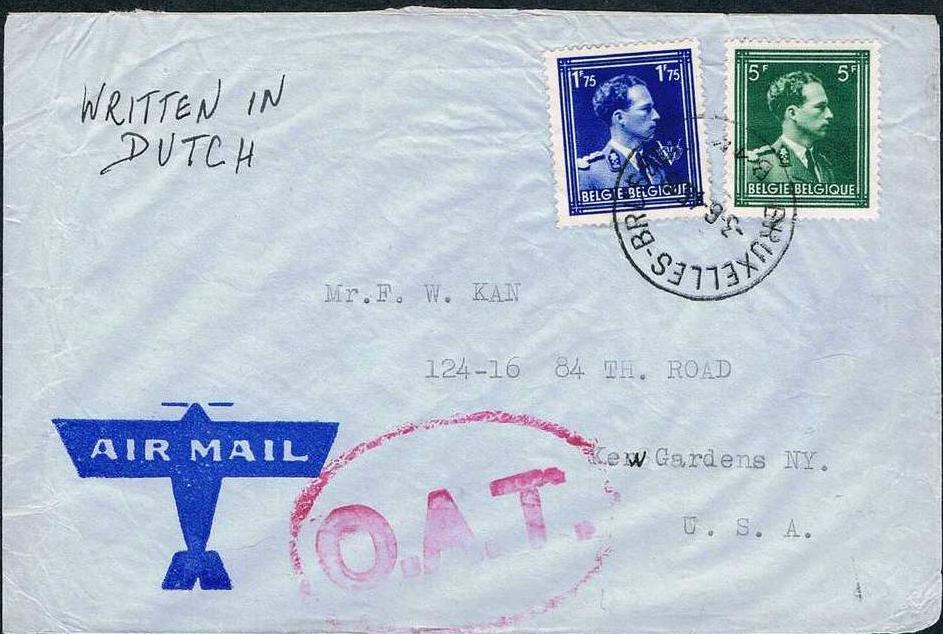 WRITTEN IN
DUTCH
1F75 1F75
BELGIE-BELGIQUE
5F 5F
BELGIE-BELGIQUE
BRUXELLES-BRUSSEL
Mr.F. W. KAN
124-16 84 TH. ROAD
Kew Gardens NY.
U. S. A.
AIR MAIL
O.A.T.